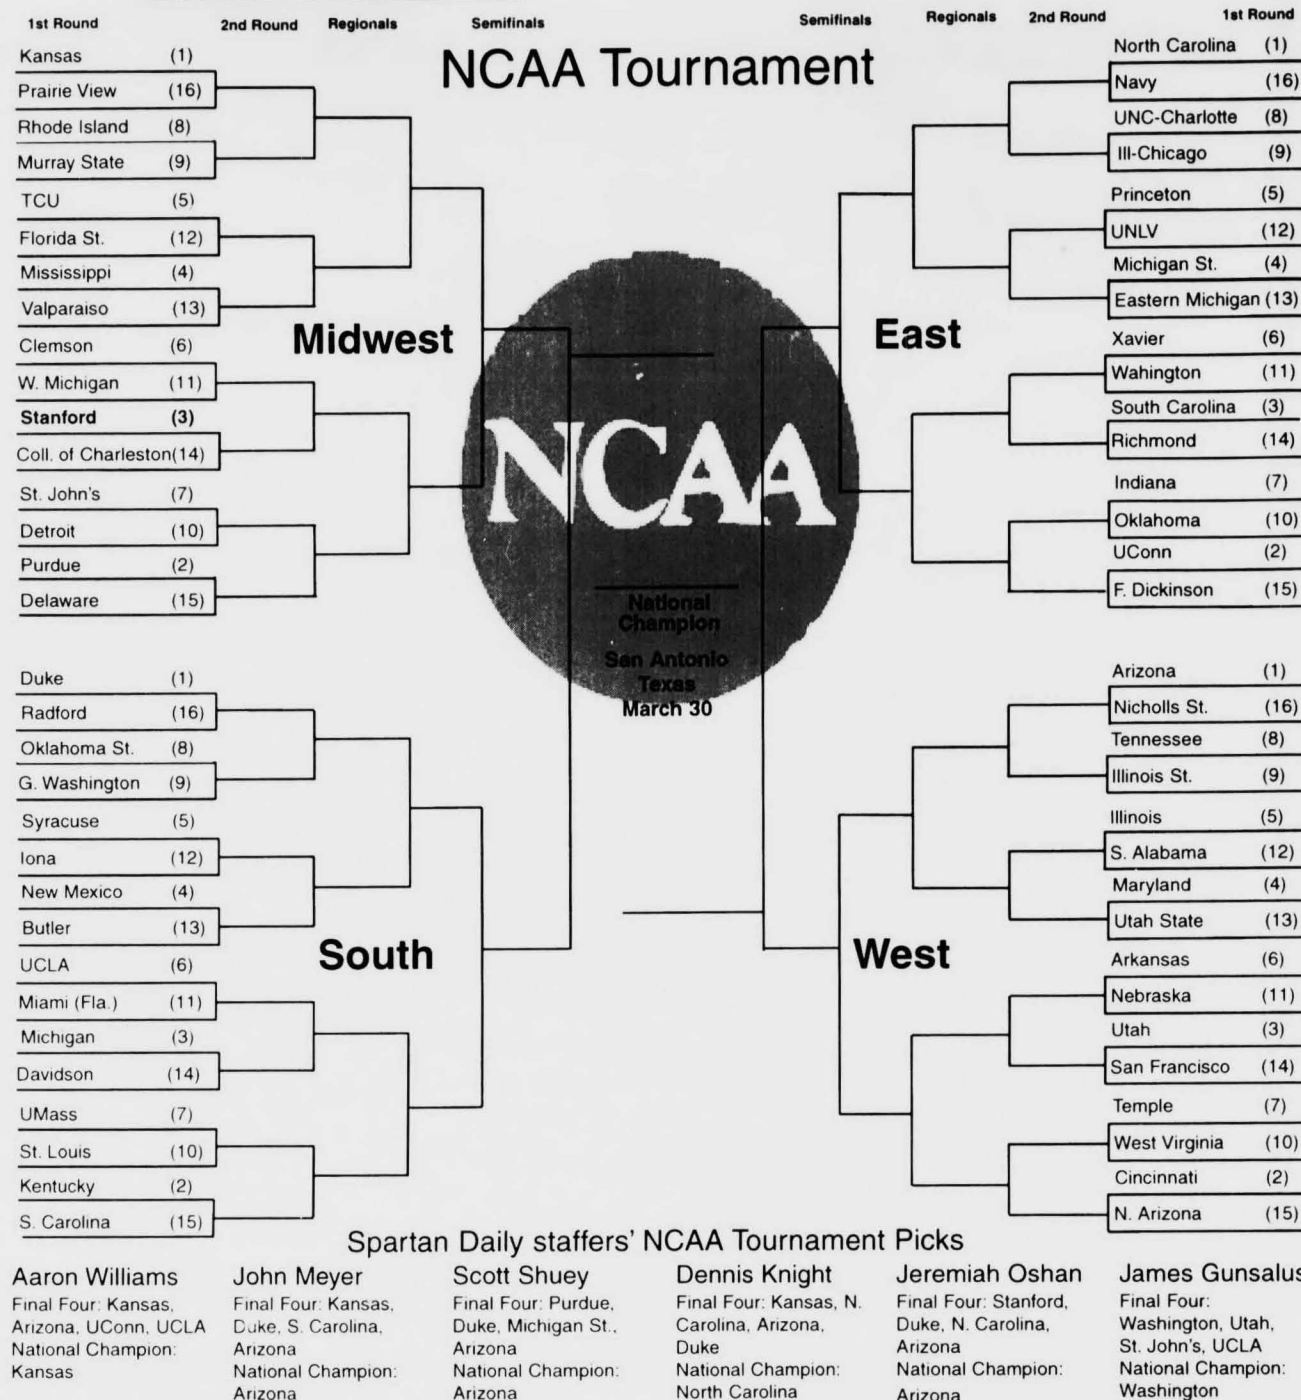 1st Round 2nd Round Regionals Semifinals Semifinals Regionals 2nd Round 1st Round
NCAA Tournament
Kansas (1)
Prairie View (16)
Rhode Island (8)
Murray State (9)
TCU (5)
Florida St. (12)
Mississippi (4)
Valparaiso (13)
Midwest
Clemson (6)
W. Michigan (11)
Stanford (3)
Coll. of Charleston(14)
St. John's (7)
Detroit (10)
Purdue (2)
Delaware (15)
Duke (1)
Radford (16)
Oklahoma St. (8)
G. Washington (9)
Syracuse (5)
Iona (12)
New Mexico (4)
Butler (13)
South
UCLA (6)
Miami (Fla.) (11)
Michigan (3)
Davidson (14)
UMass (7)
St. Louis (10)
Kentucky (2)
S. Carolina (15)
NCAA
National
Champion
San Antonio
Texas
March 30
North Carolina (1)
Navy (16)
UNC-Charlotte (8)
Ill-Chicago (9)
Princeton (5)
UNLV (12)
Michigan St. (4)
Eastern Michigan (13)
East
Xavier (6)
Wahington (11)
South Carolina (3)
Richmond (14)
Indiana (7)
Oklahoma (10)
UConn (2)
F. Dickinson (15)
Arizona (1)
Nicholls St. (16)
Tennessee (8)
Illinois St. (9)
Illinois (5)
S. Alabama (12)
Maryland (4)
Utah State (13)
West
Arkansas (6)
Nebraska (11)
Utah (3)
San Francisco (14)
Temple (7)
West Virginia (10)
Cincinnati (2)
N. Arizona (15)
Spartan Daily staffers' NCAA Tournament Picks
Aaron Williams
Final Four: Kansas,
Arizona, UConn, UCLA
National Champion:
Kansas
John Meyer
Final Four: Kansas,
Duke, S. Carolina,
Arizona
National Champion:
Arizona
Scott Shuey
Final Four: Purdue,
Duke, Michigan St.,
Arizona
National Champion:
Arizona
Dennis Knight
Final Four: Kansas, N.
Carolina, Arizona,
Duke
National Champion:
North Carolina
Jeremiah Oshan
Final Four: Stanford,
Duke, N. Carolina,
Arizona
National Champion:
Arizona
James Gunsalus
Final Four:
Washington, Utah,
St. John's, UCLA
National Champion:
Washington